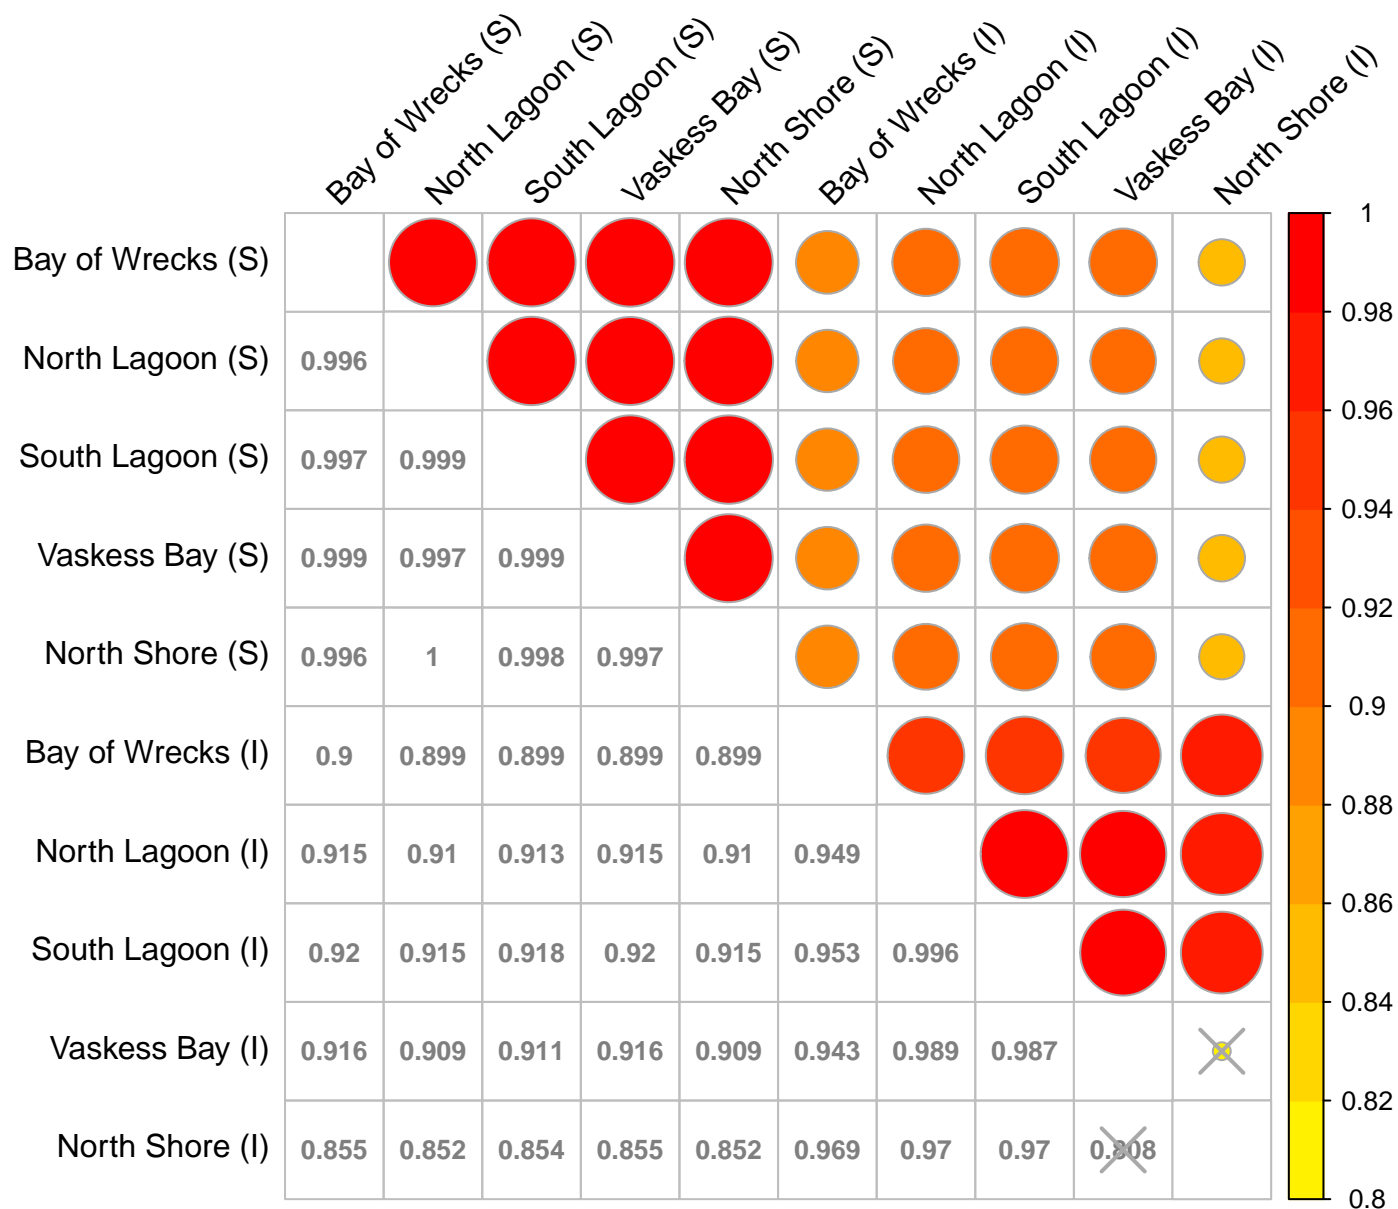 Bay of Wrecks (S) North Lagoon (S) South Lagoon (S) Vaskess Bay (S) North Shore (S) Bay of Wrecks (I) North Lagoon (I) South Lagoon (I) Vaskess Bay (I) North Shore (I)
Bay of Wrecks (S)
North Lagoon (S) 0.996
South Lagoon (S) 0.997 0.999
Vaskess Bay (S) 0.999 0.997 0.999
North Shore (S) 0.996 1 0.998 0.997
Bay of Wrecks (I) 0.9 0.899 0.899 0.899 0.899
North Lagoon (I) 0.915 0.91 0.913 0.915 0.91 0.949
South Lagoon (I) 0.92 0.915 0.918 0.92 0.915 0.953 0.996
Vaskess Bay (I) 0.916 0.909 0.911 0.916 0.909 0.943 0.989 0.987
North Shore (I) 0.855 0.852 0.854 0.855 0.852 0.969 0.97 0.97 0.808
1
0.98
0.96
0.94
0.92
0.9
0.88
0.86
0.84
0.82
0.8